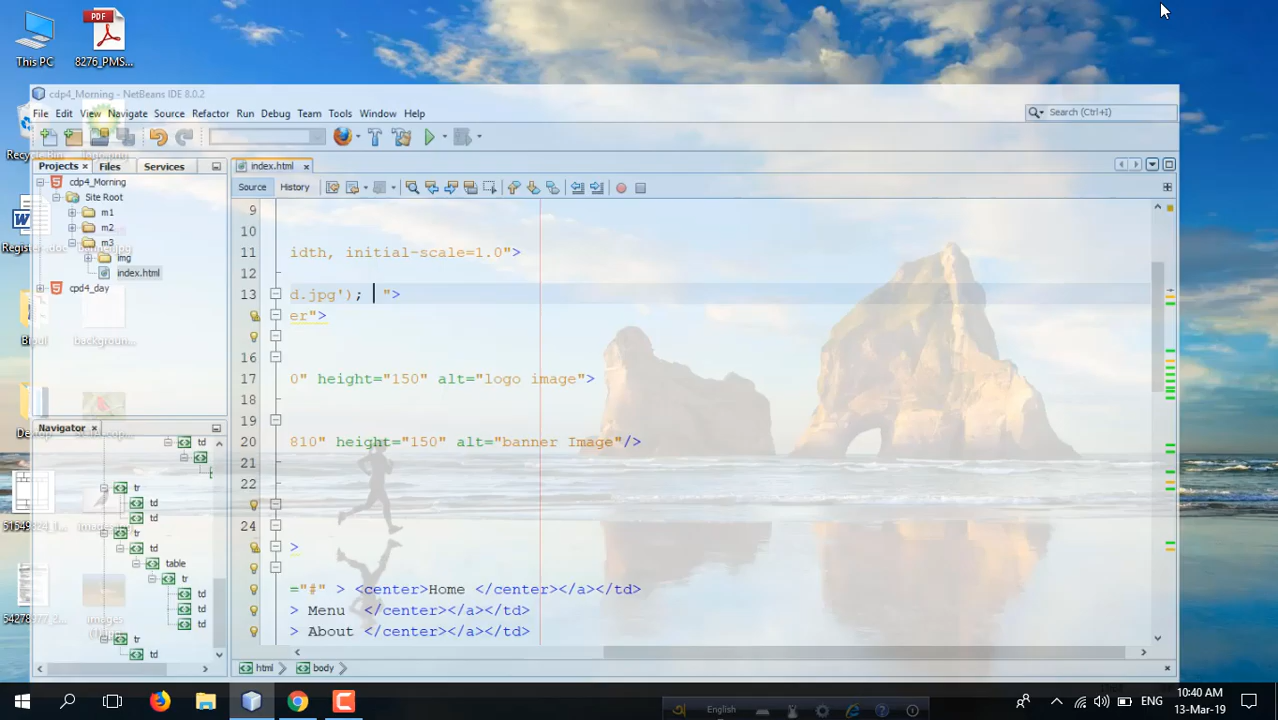 This PC
8276_PMS...
PDF
cdp4_Morning - NetBeans IDE 8.0.2
File Edit View Navigate Source Refactor Run Debug Team Tools Window Help
Search (Ctrl+I)
Projects Files Services
index.html
cdp4_Morning
Site Root
m1
m2
m3
img
index.html
cpd4_day
Source History
9
10
11 idth, initial-scale=1.0">
12
13 d.jpg'); ">
er">
16
17 0" height="150" alt="logo image">
18
19
20 810" height="150" alt="banner Image"/>
21
22
24
>
="#" > <center>Home </center></a></td>
> Menu </center></a></td>
> About </center></a></td>
backgroun...
Navigator
td
tr
td
td
tr
td
table
tr
td
td
td
tr
td
html body
English
ENG
10:40 AM
13-Mar-19